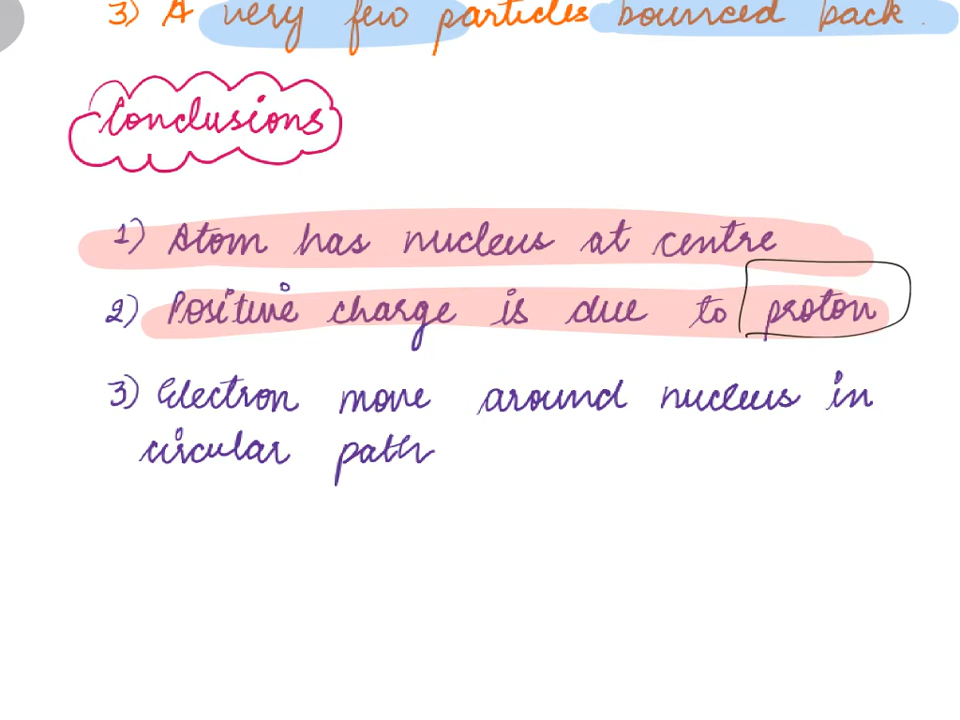 3) A very few particles bounced back.
Conclusions
1) Atom has nucleus at centre
2) Positive charge is due to proton
3) Electron move around nucleus in
circular path